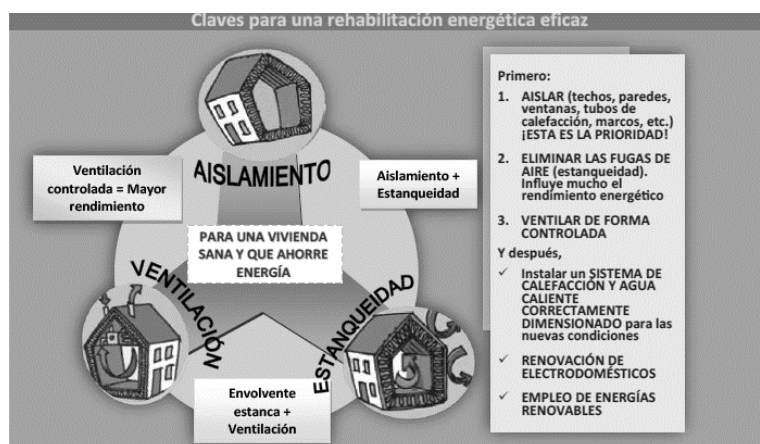 Claves para una rehabilitación energética eficaz
AISLAMIENTO
Ventilación
controlada = Mayor
rendimiento
Aislamiento +
Estanqueidad
PARA UNA VIVIENDA
SANA Y QUE AHORRE
ENERGÍA
VENTILACIÓN
ESTANQUEIDAD
Envolvente
estanca +
Ventilación
Primero:
1. AISLAR (techos, paredes,
ventanas, tubos de
calefacción, marcos, etc.)
¡ESTA ES LA PRIORIDAD!
2. ELIMINAR LAS FUGAS DE
AIRE (estanqueidad).
Influye mucho el
rendimiento energético
3. VENTILAR DE FORMA
CONTROLADA
Y después,
✓ Instalar un SISTEMA DE
CALEFACCIÓN Y AGUA
CALIENTE
CORRECTAMENTE
DIMENSIONADO para las
nuevas condiciones
✓ RENOVACIÓN DE
ELECTRODOMÉSTICOS
✓ EMPLEO DE ENERGÍAS
RENOVABLES